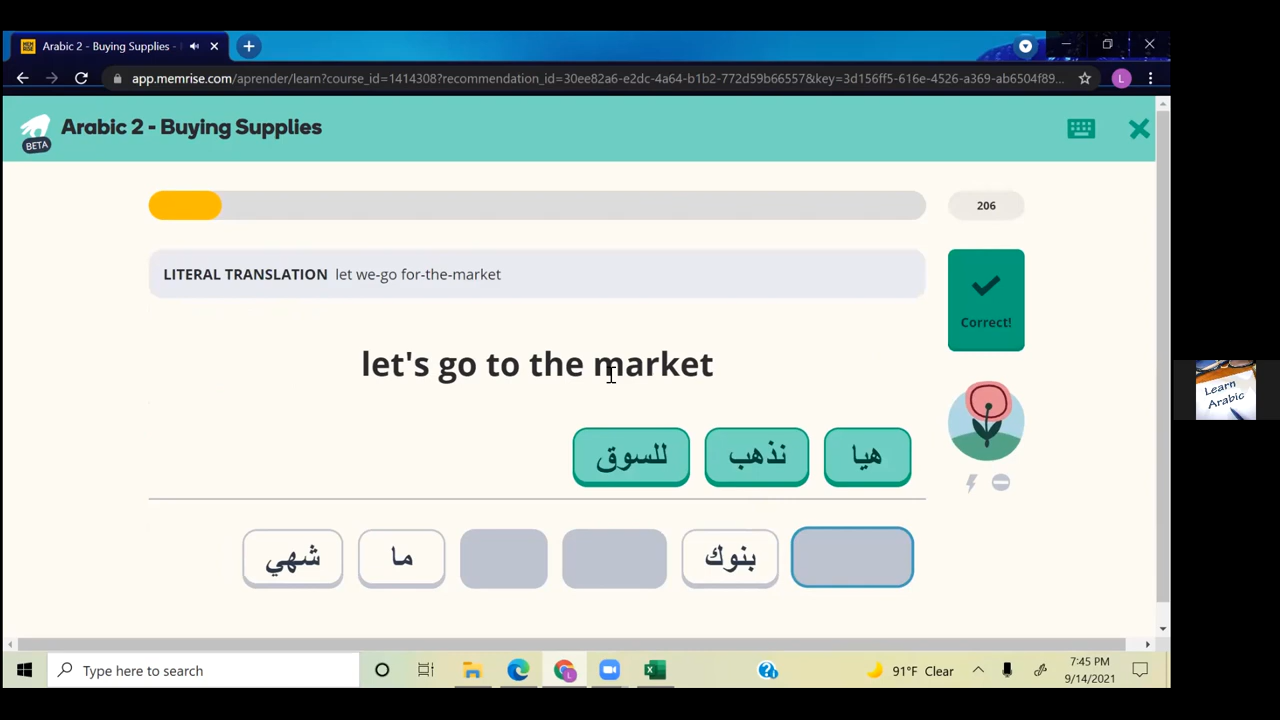 Arabic 2 - Buying Supplies -
app.memrise.com/aprender/learn?course_id=1414308?recommendation_id=30ee82a6-e2dc-4a64-b1b2-772d59b66557&key=3d156ff5-616e-4526-a369-ab6504f89...
L
BETA
Arabic 2 - Buying Supplies
206
LITERAL TRANSLATION let we-go for-the-market
Correct!
let's go to the market
هيا نذهب للسوق
بنوك ما شهي
Learn Arabic
Type here to search
91°F Clear
7:45 PM
9/14/2021